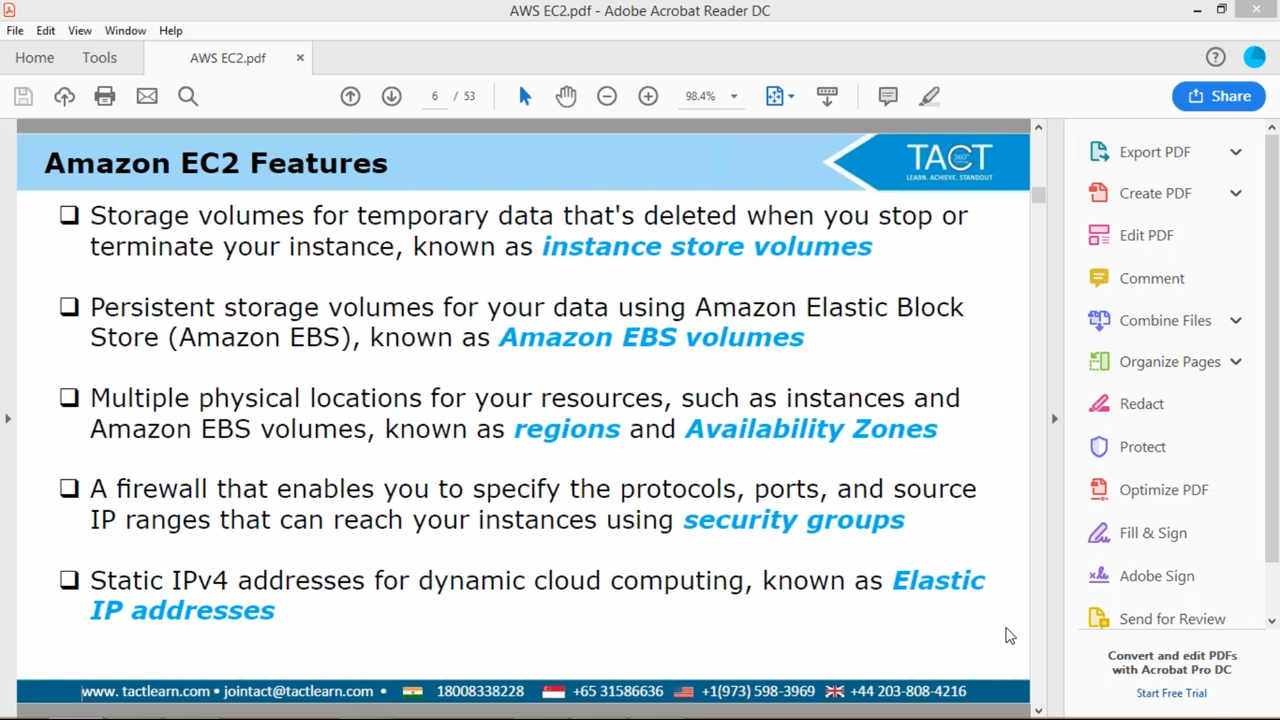 AWS EC2.pdf - Adobe Acrobat Reader DC
File Edit View Window Help
Home Tools AWS EC2.pdf ×
6 / 53 98.4% Share
Amazon EC2 Features
TACT
360°
LEARN. ACHIEVE. STANDOUT
Storage volumes for temporary data that's deleted when you stop or
terminate your instance, known as instance store volumes
Persistent storage volumes for your data using Amazon Elastic Block
Store (Amazon EBS), known as Amazon EBS volumes
Multiple physical locations for your resources, such as instances and
Amazon EBS volumes, known as regions and Availability Zones
A firewall that enables you to specify the protocols, ports, and source
IP ranges that can reach your instances using security groups
Static IPv4 addresses for dynamic cloud computing, known as Elastic
IP addresses
www. tactlearn.com • jointact@tactlearn.com • 18008338228 +65 31586636 +1(973) 598-3969 +44 203-808-4216
Export PDF
Create PDF
Edit PDF
Comment
Combine Files
Organize Pages
Redact
Protect
Optimize PDF
Fill & Sign
Adobe Sign
Send for Review
Convert and edit PDFs
with Acrobat Pro DC
Start Free Trial